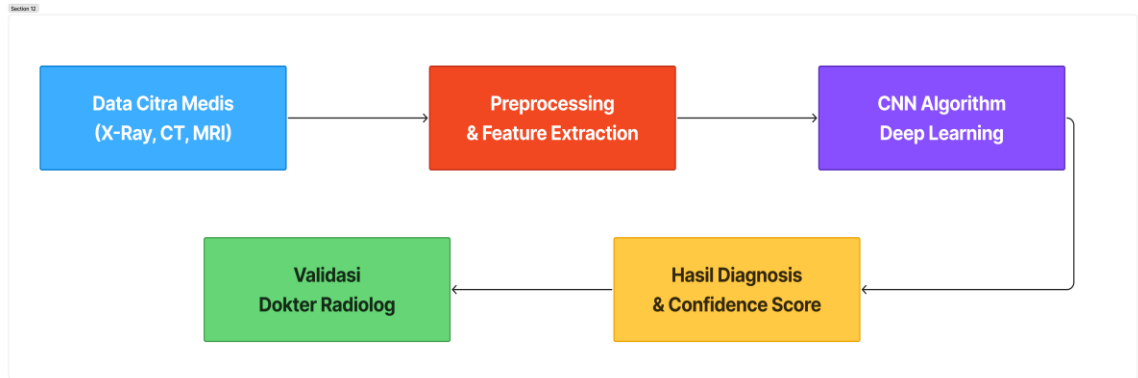 Section 12
Data Citra Medis
(X-Ray, CT, MRI)
Preprocessing
& Feature Extraction
CNN Algorithm
Deep Learning
Hasil Diagnosis
& Confidence Score
Validasi
Dokter Radiolog